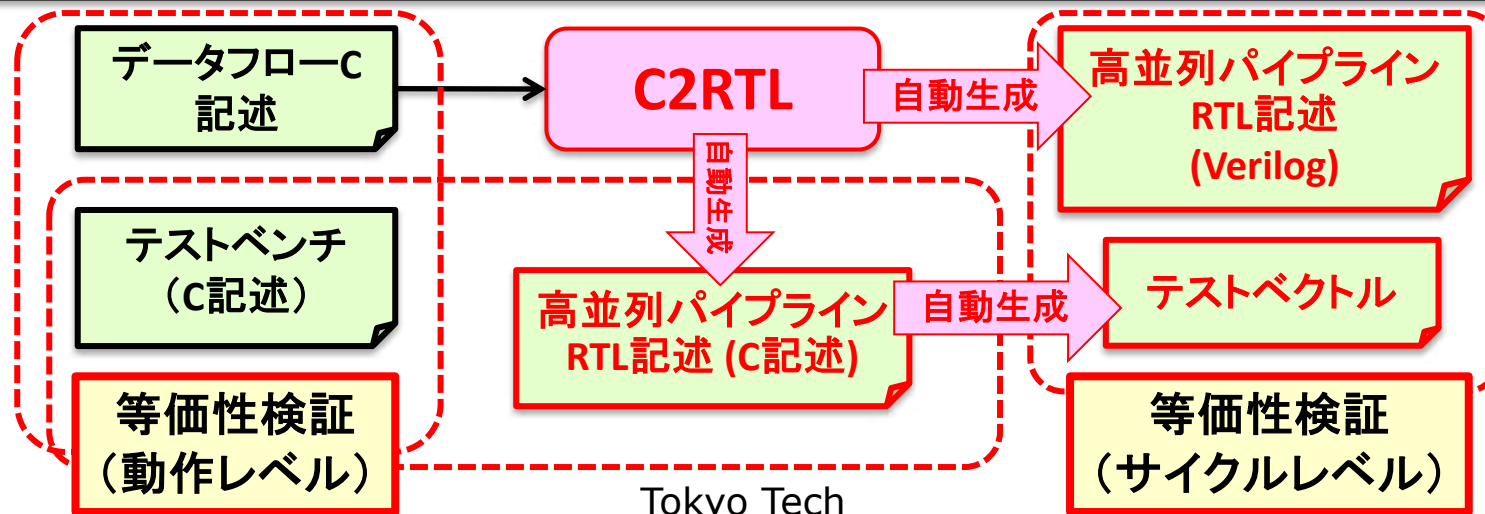 データフローC
記述
C2RTL
自動生成
高並列パイプライン
RTL記述
(Verilog)
自動生成
テストベンチ
（C記述）
高並列パイプライン
RTL記述 (C記述)
自動生成
テストベクトル
等価性検証
（動作レベル）
等価性検証
（サイクルレベル）
Tokyo Tech